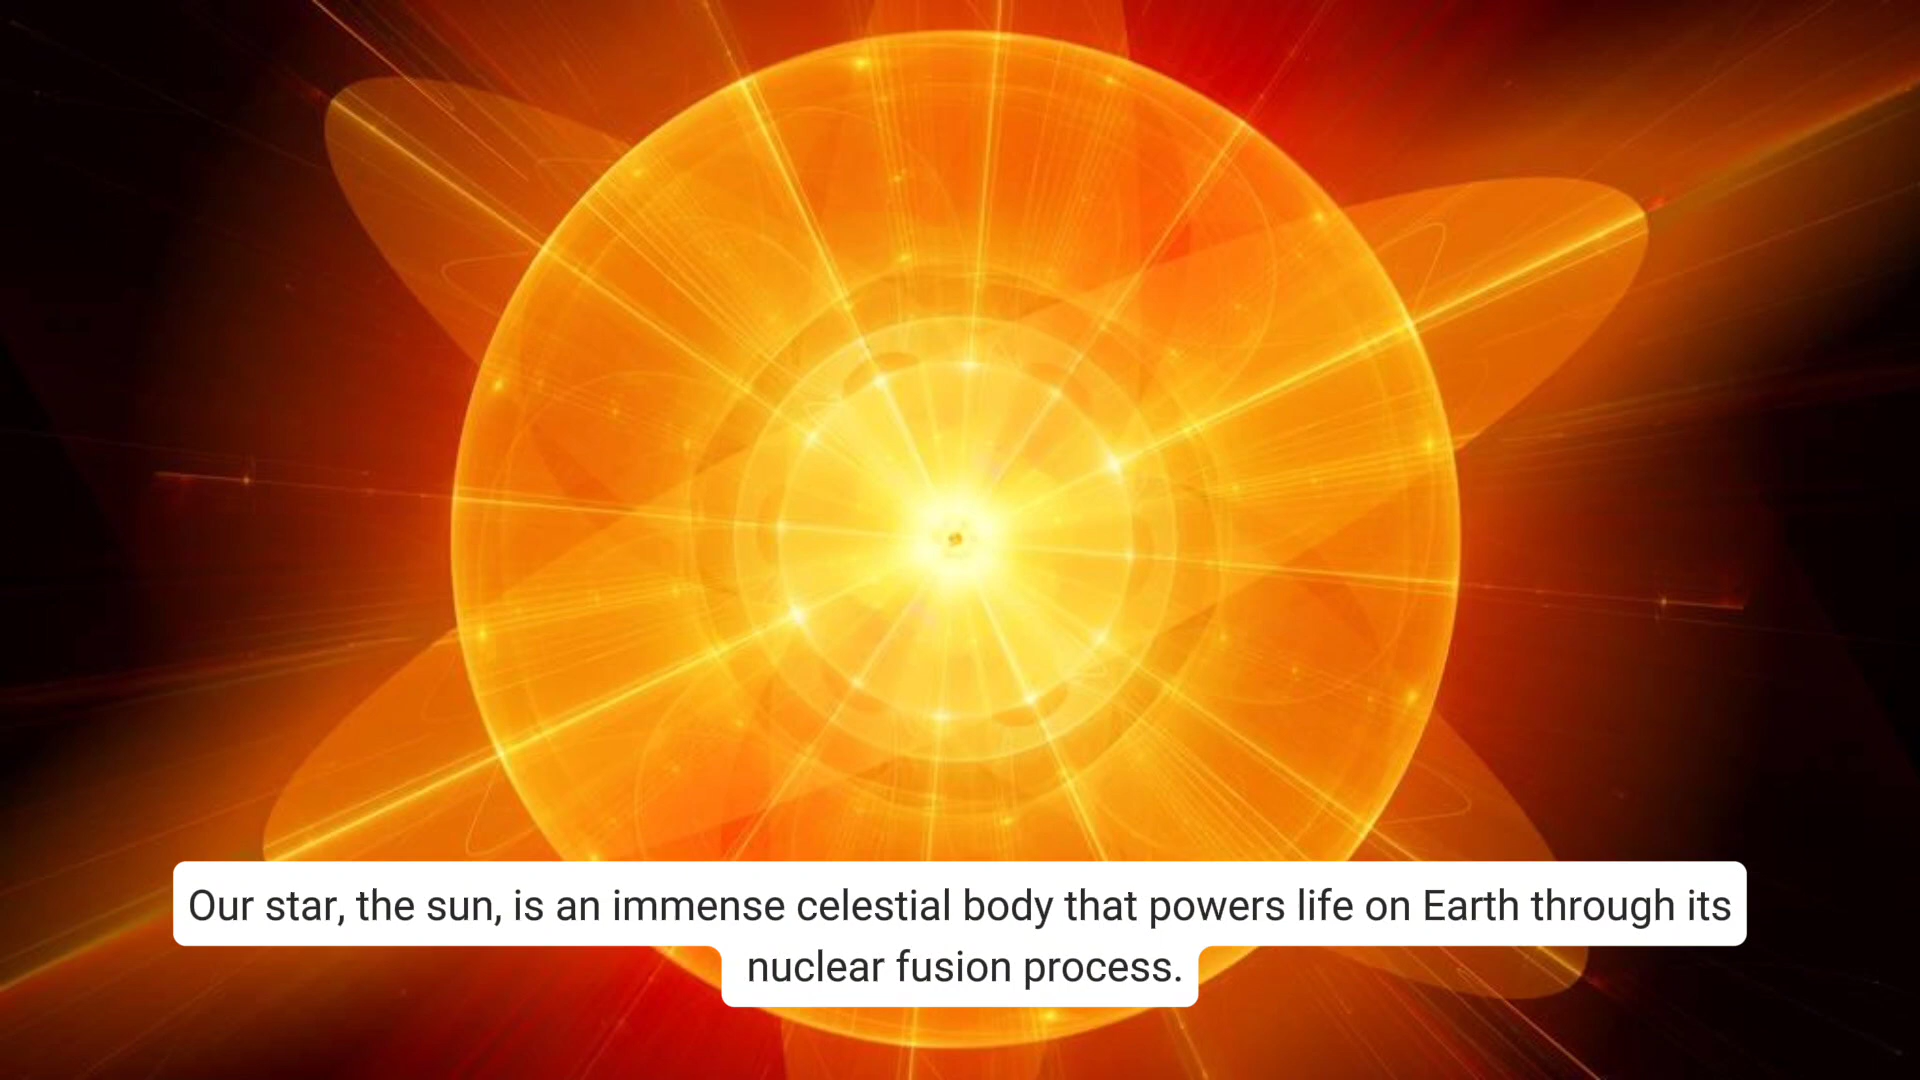 Our star, the sun, is an immense celestial body that powers life on Earth through its
nuclear fusion process.